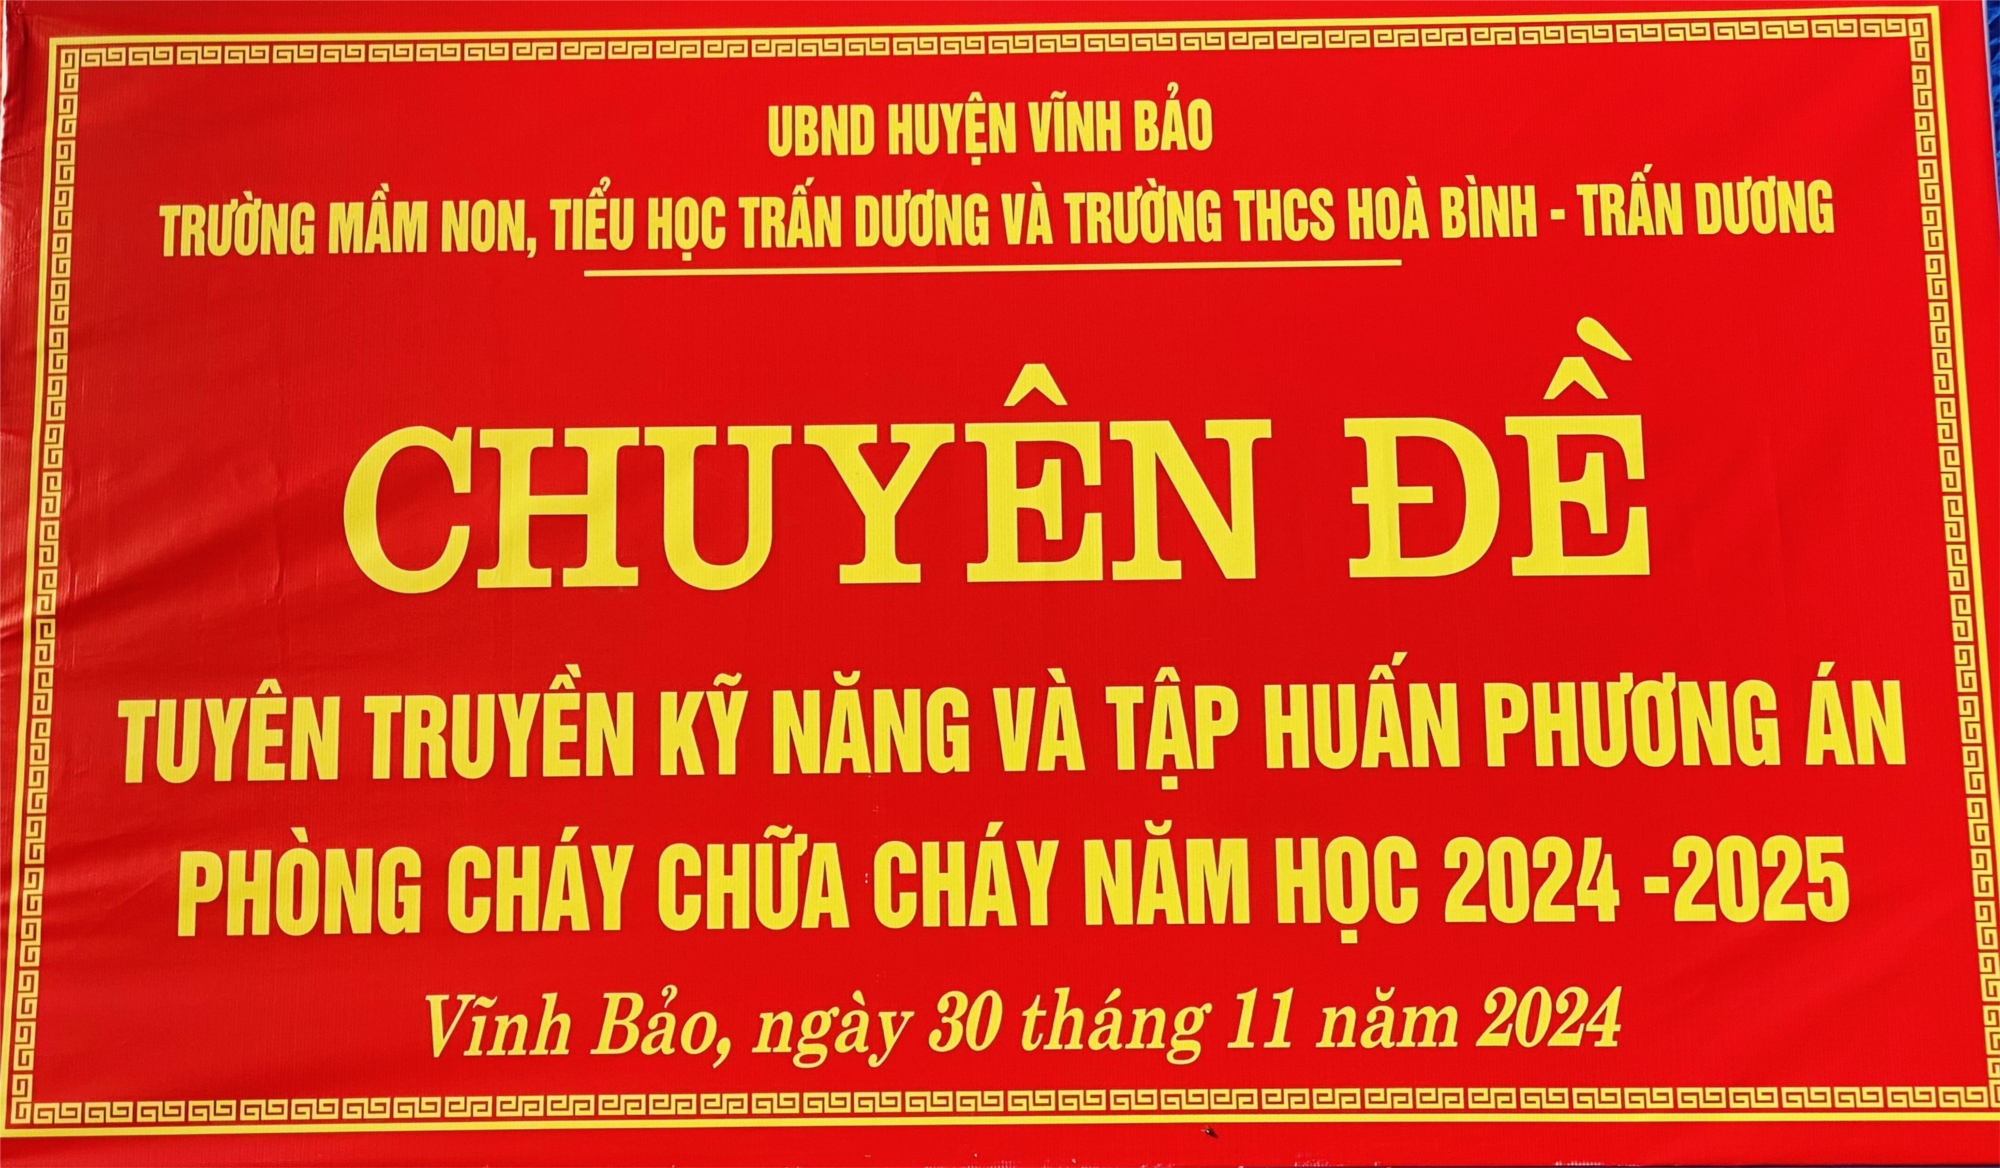 UBND HUYỆN VĨNH BẢO
TRƯỜNG MẦM NON, TIỂU HỌC TRẤN DƯƠNG VÀ TRƯỜNG THCS HOÀ BÌNH - TRẤN DƯƠNG
CHUYÊN ĐỀ
TUYÊN TRUYỀN KỸ NĂNG VÀ TẬP HUẤN PHƯƠNG ÁN
PHÒNG CHÁY CHỮA CHÁY NĂM HỌC 2024 -2025
Vĩnh Bảo, ngày 30 tháng 11 năm 2024